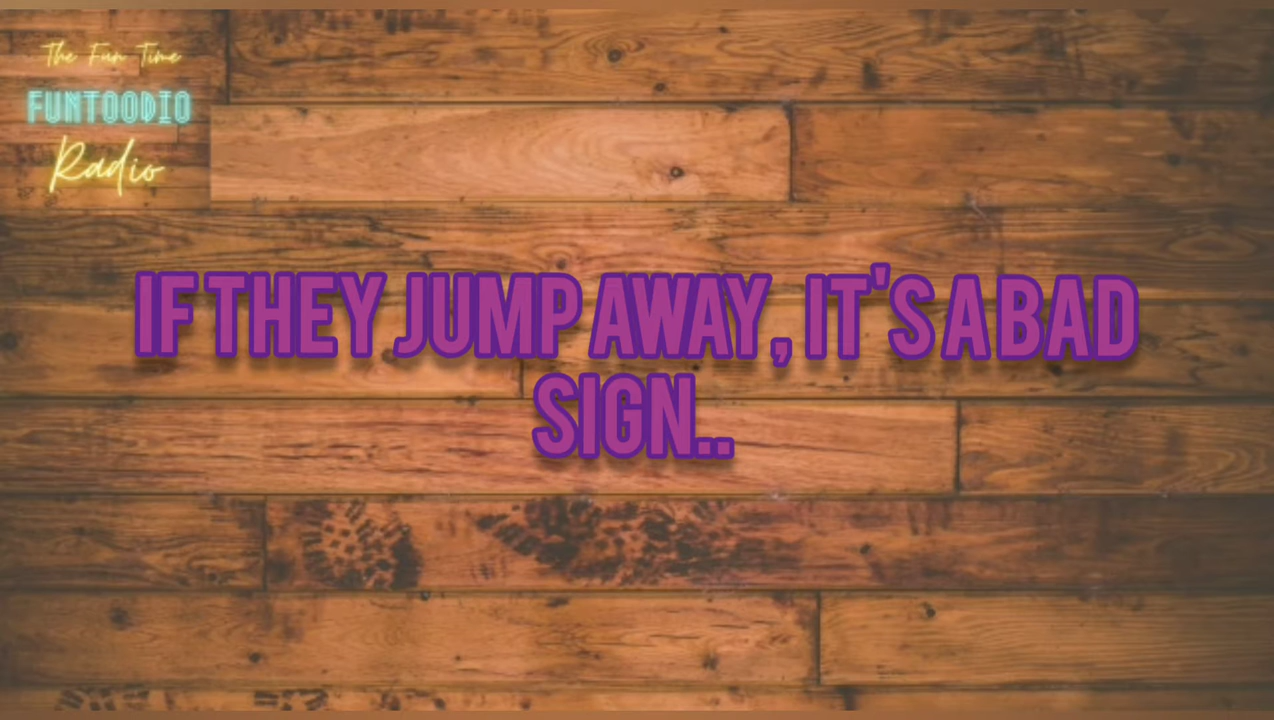 The Fun Time
FUNTOODIO
Radio
IF THEY JUMP AWAY, IT'S A BAD
SIGN..